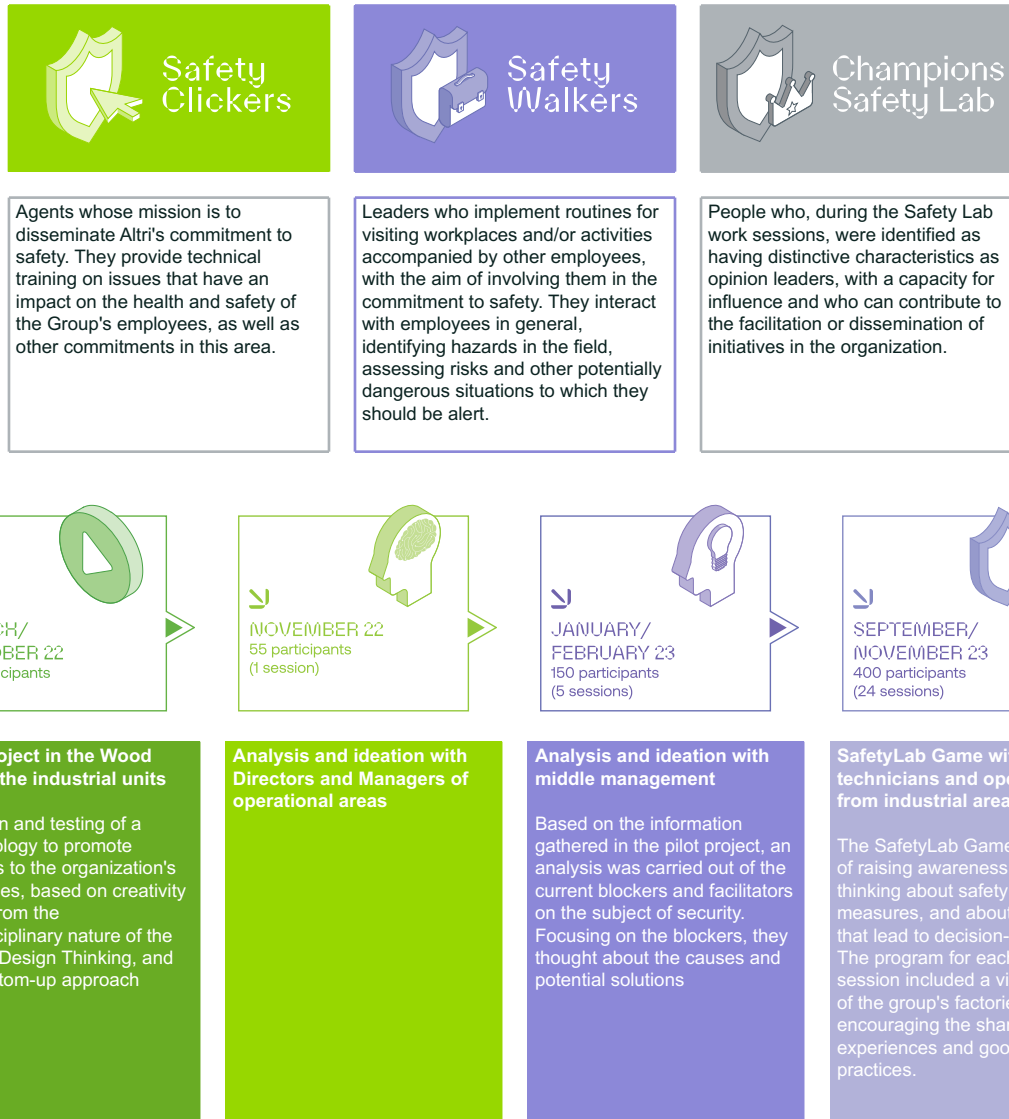 Safety
Clickers
Safety
Walkers
Champions
Safety Lab
Agents whose mission is to
disseminate Altri's commitment to
safety. They provide technical
training on issues that have an
impact on the health and safety of
the Group's employees, as well as
other commitments in this area.
Leaders who implement routines for
visiting workplaces and/or activities
accompanied by other employees,
with the aim of involving them in the
commitment to safety. They interact
with employees in general,
identifying hazards in the field,
assessing risks and other potentially
dangerous situations to which they
should be alert.
People who, during the Safety Lab
work sessions, were identified as
having distinctive characteristics as
opinion leaders, with a capacity for
influence and who can contribute to
the facilitation or dissemination of
initiatives in the organization.
22
NOVEMBER 22
55 participants
(1 session)
JANUARY/
FEBRUARY 23
150 participants
(5 sessions)
SEPTEMBER/
NOVEMBER 23
400 participants
(24 sessions)
in the Wood
the industrial units
and testing of a
to promote
to the organization's
based on creativity
from the
nature of the
Design Thinking, and
approach
Analysis and ideation with
Directors and Managers of
operational areas
Analysis and ideation with
middle management
Based on the information
gathered in the pilot project, an
analysis was carried out of the
current blockers and facilitators
on the subject of security.
Focusing on the blockers, they
thought about the causes and
potential solutions
SafetyLab Game
technicians and
from industrial
The SafetyLab Game
of raising awareness
thinking about safety
measures, and about
that lead to decision-
The program for each
session included a
of the group's
encouraging the
experiences and
practices.